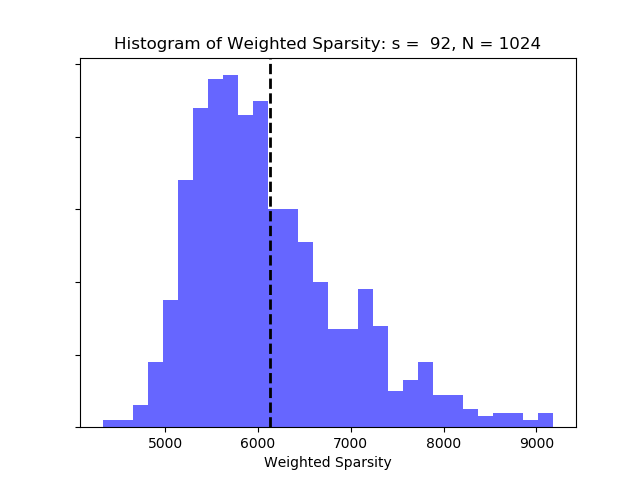 Histogram of Weighted Sparsity: s =  92, N = 1024
5000 6000 7000 8000 9000
Weighted Sparsity